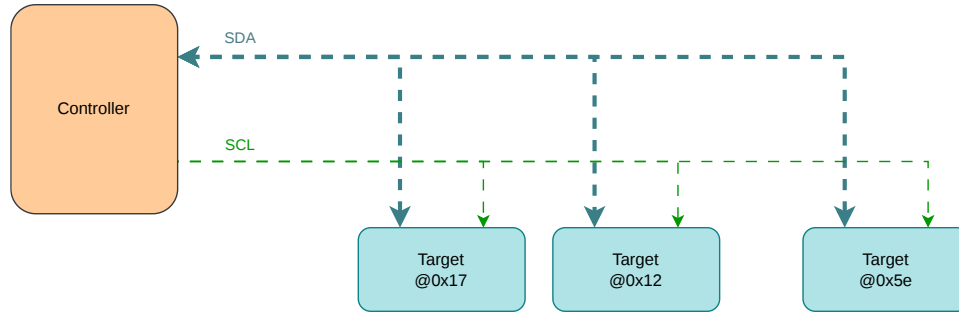 SDA
Controller
SCL
Target
@0x17
Target
@0x12
Target
@0x5e